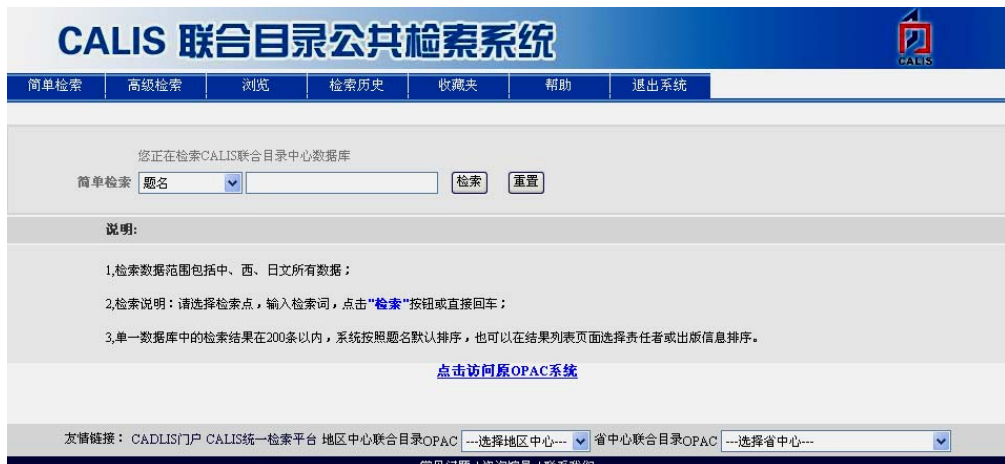 CALIS 联合目录公共检索系统
CALIS
简单检索 高级检索 浏览 检索历史 收藏夹 帮助 退出系统
您正在检索CALIS联合目录中心数据库
简单检索 题名 检索 重置
说明:
1,检索数据范围包括中、西、日文所有数据；
2,检索说明：请选择检索点，输入检索词，点击"检索"按钮或直接回车；
3,单一数据库中的检索结果在200条以内，系统按照题名默认排序，也可以在结果列表页面选择责任者或出版信息排序。
点击访问原OPAC系统
友情链接： CADLIS门户 CALIS统一检索平台 地区中心联合目录OPAC ---选择地区中心--- 省中心联合目录OPAC ---选择省中心---